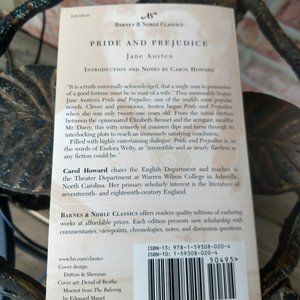 Literature
BARNES & NOBLE CLASSICS
PRIDE AND PREJUDICE
Jane Austen
INTRODUCTION AND NOTES BY CAROL HOWARD
"It is a truth universally acknowledged, that a single man in possession
of a good fortune must be in want of a wife." Thus memorably begins
Jane Austen's Pride and Prejudice, one of the world's most popular
novels. Clever and precocious, Austen began Pride and Prejudice
when she was only twenty-one years old. From the initial friction
between the opinionated Elizabeth Bennet and the arrogant, wealthy
Mr. Darcy, this witty comedy of manners dips and turns through its
interlocking plots to reach an immensely satisfying conclusion.
Filled with highly entertaining dialogue, Pride and Prejudice is, in
the words of Eudora Welty, as "irresistible and as nearly flawless as
any fiction could be."
Carol Howard chairs the English Department and teaches in
the Theater Department at Warren Wilson College in Asheville,
North Carolina. Her primary scholarly interest is the literature of
seventeenth- and eighteenth-century England.
BARNES & NOBLE CLASSICS offers readers quality editions of enduring
works at affordable prices. Each edition presents new scholarship with
commentaries, viewpoints, chronologies, notes, and discussion questions.
www.bn.com/classics
Cover design:
Dutton & Sherman
Cover art: Detail of Berthe
Morisot from The Balcony
by Edouard Manet
ISBN-13: 978-1-59308-020-4
ISBN-10: 1-59308-020-4
50495>